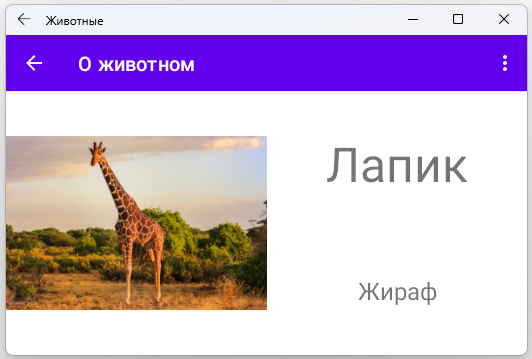 Животные
О животном
Лапик
Жираф